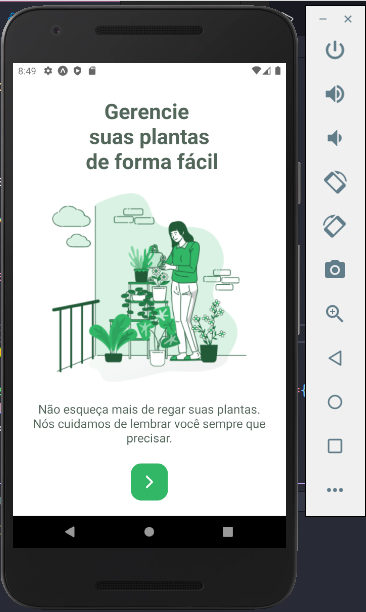 8:49
Gerencie
suas plantas
de forma fácil
Não esqueça mais de regar suas plantas.
Nós cuidamos de lembrar você sempre que
precisar.